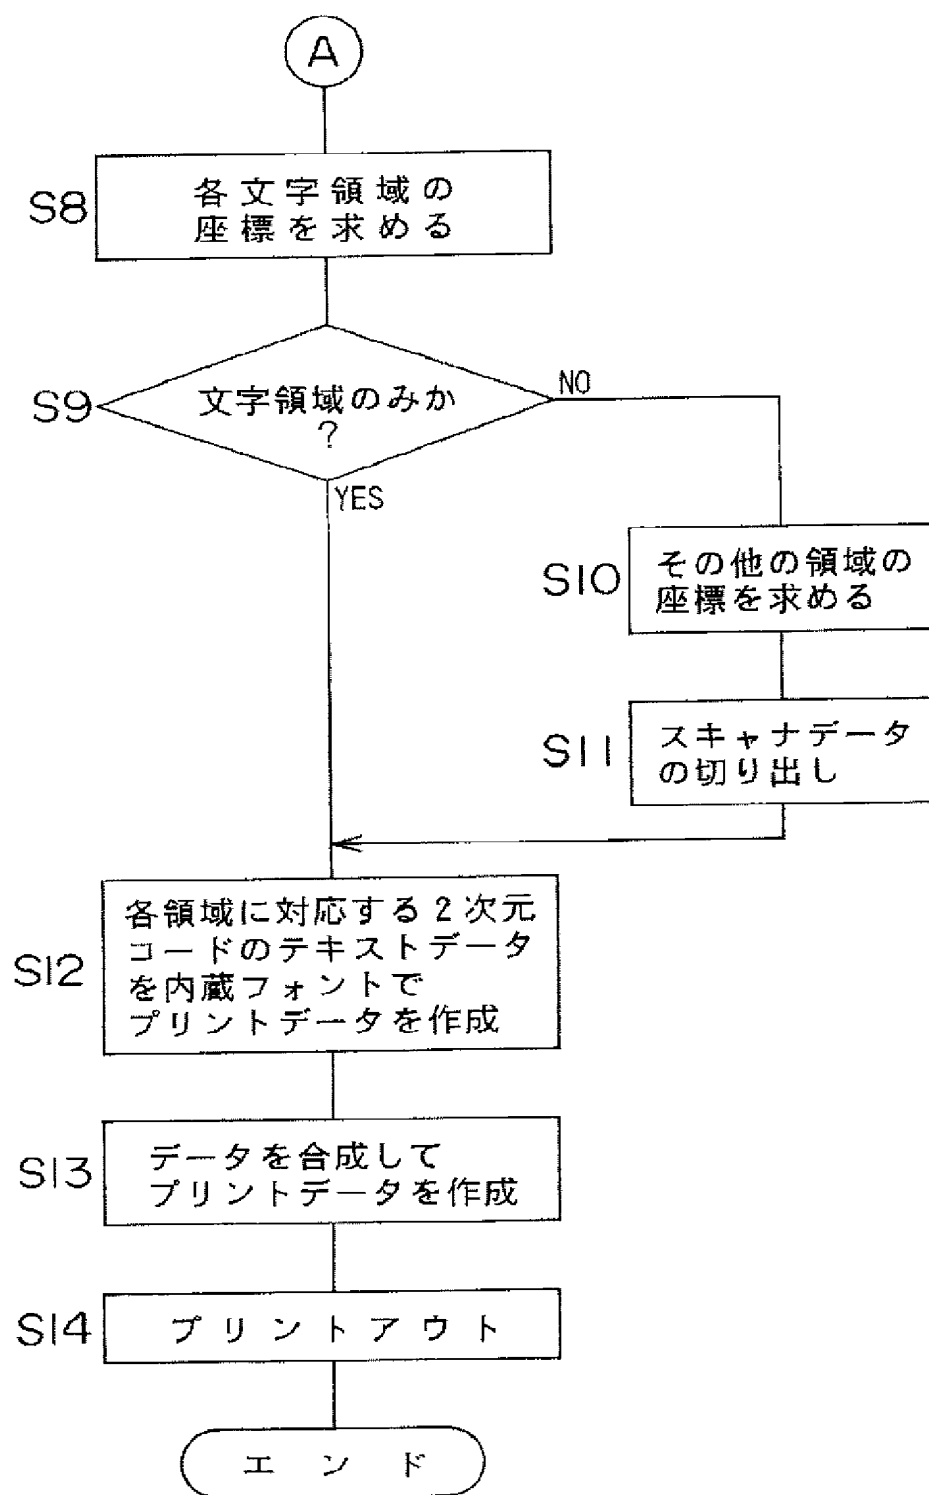 A
S8
各文字領域の
座標を求める
S9
文字領域のみか
?
NO
YES
S10
その他の領域の
座標を求める
S11
スキャナデータ
の切り出し
S12
各領域に対応する2次元
コードのテキストデータ
を内蔵フォントで
プリントデータを作成
S13
データを合成して
プリントデータを作成
S14
プリントアウト
エンド